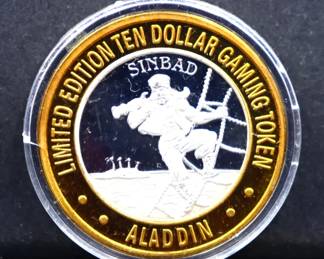 LIMITED EDITION TEN DOLLAR GAMING TOKEN
SINBAD
ALADDIN